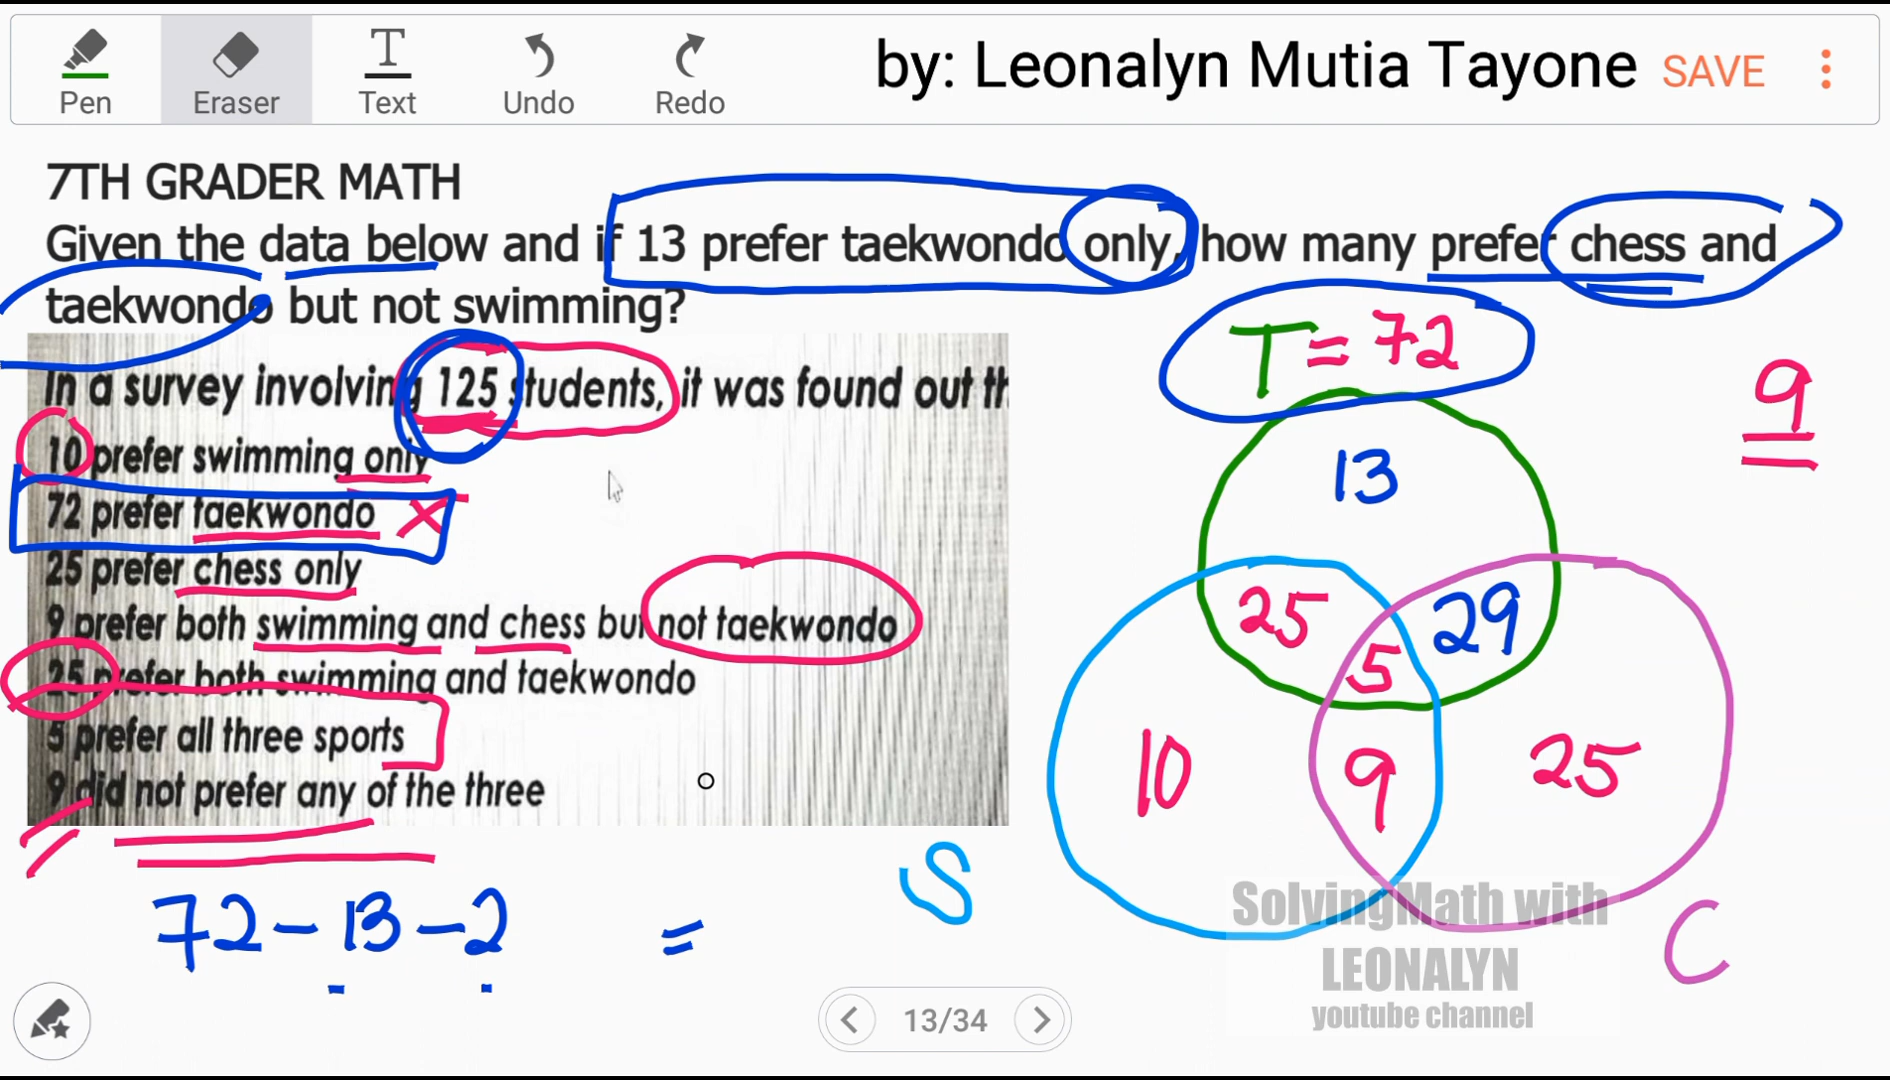 by: Leonalyn Mutia Tayone
SAVE
Pen
Eraser
Text
Undo
Redo
7TH GRADER MATH
Given the data below and if 13 prefer taekwondo only, how many prefer chess and
taekwondo but not swimming?
T = 72
9
In a survey involving 125 students, it was found out th
10 prefer swimming only
72 prefer taekwondo
25 prefer chess only
9 prefer both swimming and chess but not taekwondo
25 prefer both swimming and taekwondo
5 prefer all three sports
9 did not prefer any of the three
13
25
5
29
10
9
25
S
C
72 - 13 - 2 =
SolvingMath with
LEONALYN
youtube channel
13/34